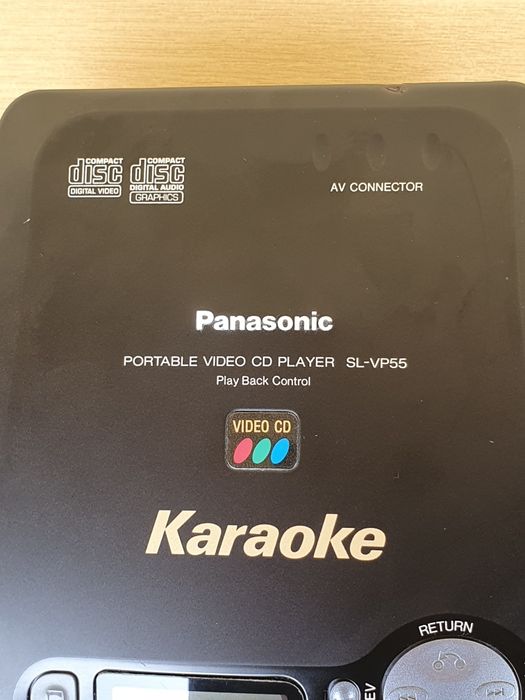 COMPACT
disc
DIGITAL VIDEO
COMPACT
disc
DIGITAL AUDIO
GRAPHICS
AV CONNECTOR
Panasonic
PORTABLE VIDEO CD PLAYER SL-VP55
Play Back Control
VIDEO CD
Karaoke
RETURN
EV